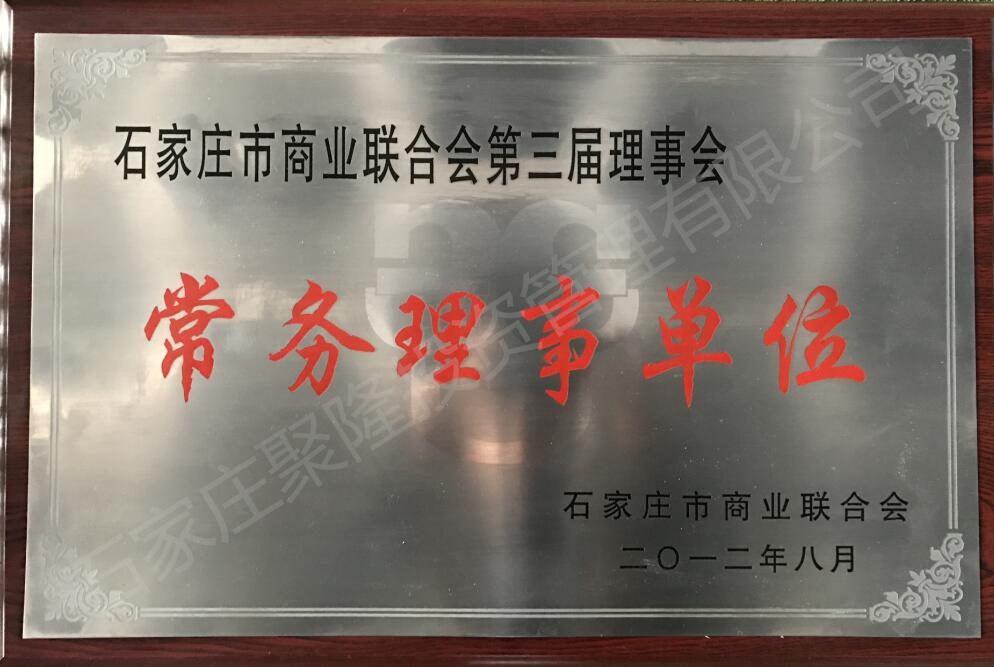 石家庄市商业联合会第三届理事会
常务理事单位
石家庄市商业联合会
二〇一二年八月
石家庄聚隆投资管理有限公司